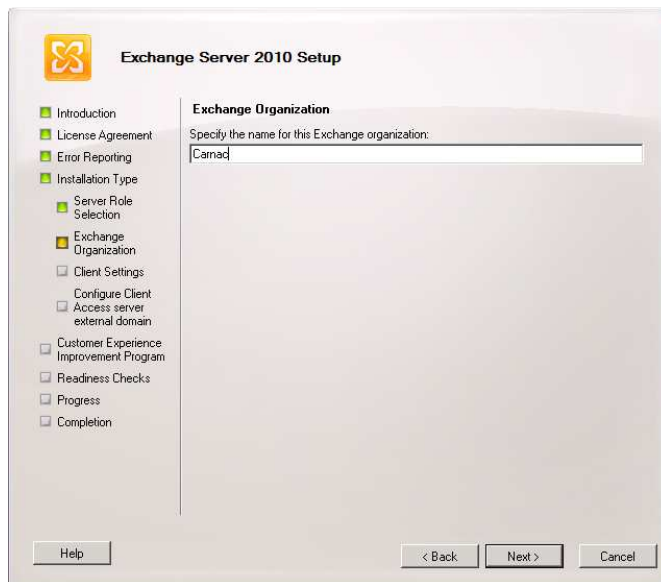 Exchange Server 2010 Setup
Introduction
License Agreement
Error Reporting
Installation Type
Server Role
Selection
Exchange
Organization
Client Settings
Configure Client
Access server
external domain
Customer Experience
Improvement Program
Readiness Checks
Progress
Completion
Exchange Organization
Specify the name for this Exchange organization:
Carnac
Help
< Back
Next >
Cancel